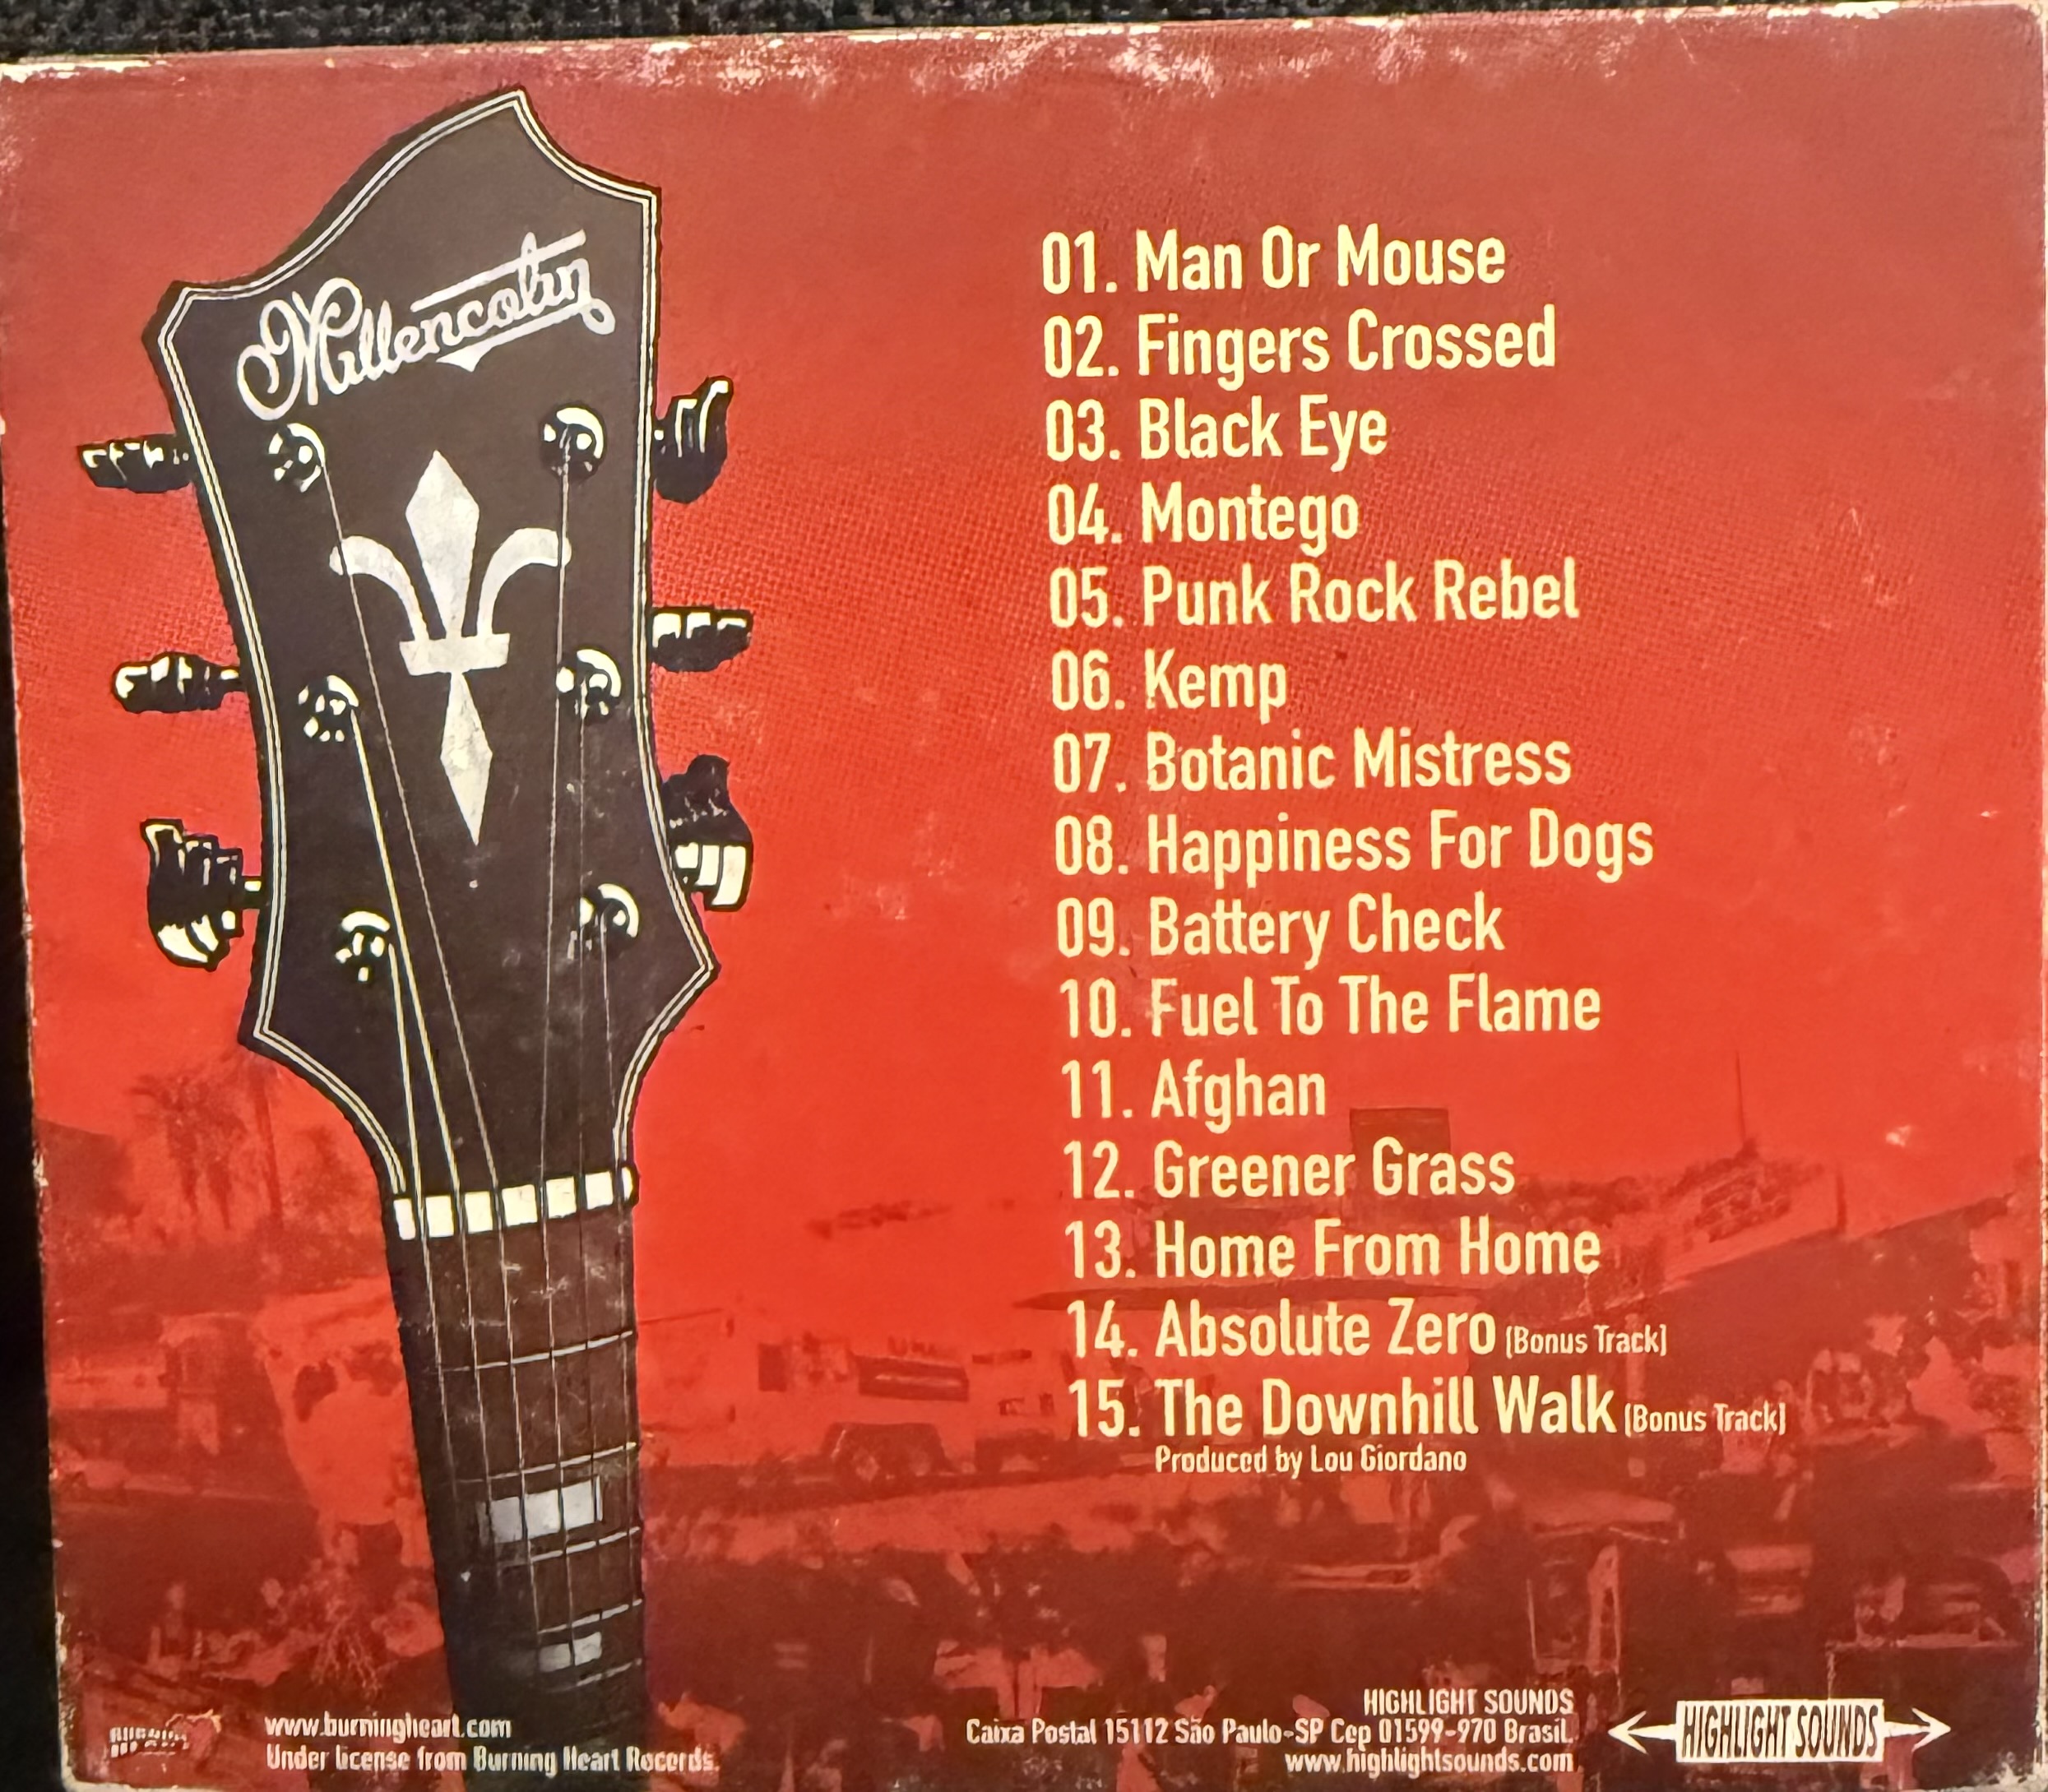 Millencolin
01. Man Or Mouse
02. Fingers Crossed
03. Black Eye
04. Montego
05. Punk Rock Rebel
06. Kemp
07. Botanic Mistress
08. Happiness For Dogs
09. Battery Check
10. Fuel To The Flame
11. Afghan
12. Greener Grass
13. Home From Home
14. Absolute Zero [Bonus Track]
15. The Downhill Walk [Bonus Track]
Produced by Lou Giordano
BURNING HEART
www.burningheart.com
Under license from Burning Heart Records.
HIGHLIGHT SOUNDS
Caixa Postal 15112 São Paulo-SP Cep 01599-970 Brasil.
www.highlightsounds.com
HIGHLIGHT SOUNDS